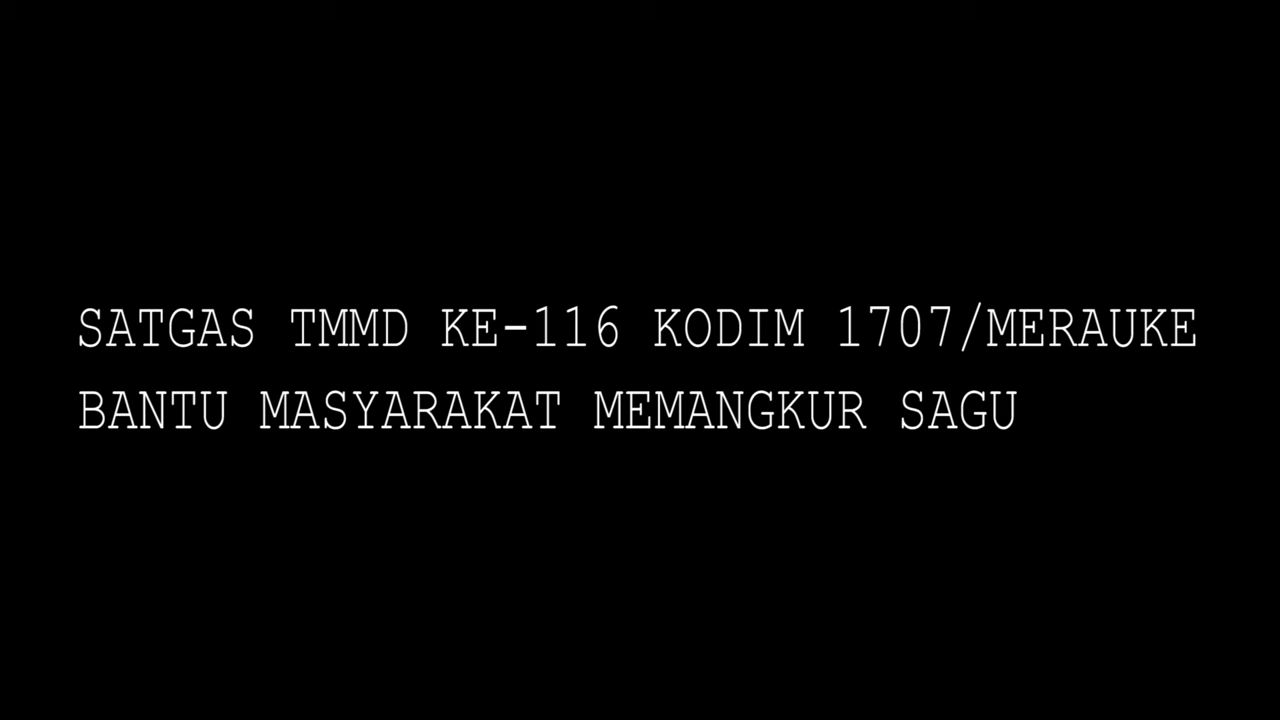 SATGAS TMMD KE-116 KODIM 1707/MERAUKE
BANTU MASYARAKAT MEMANGKUR SAGU